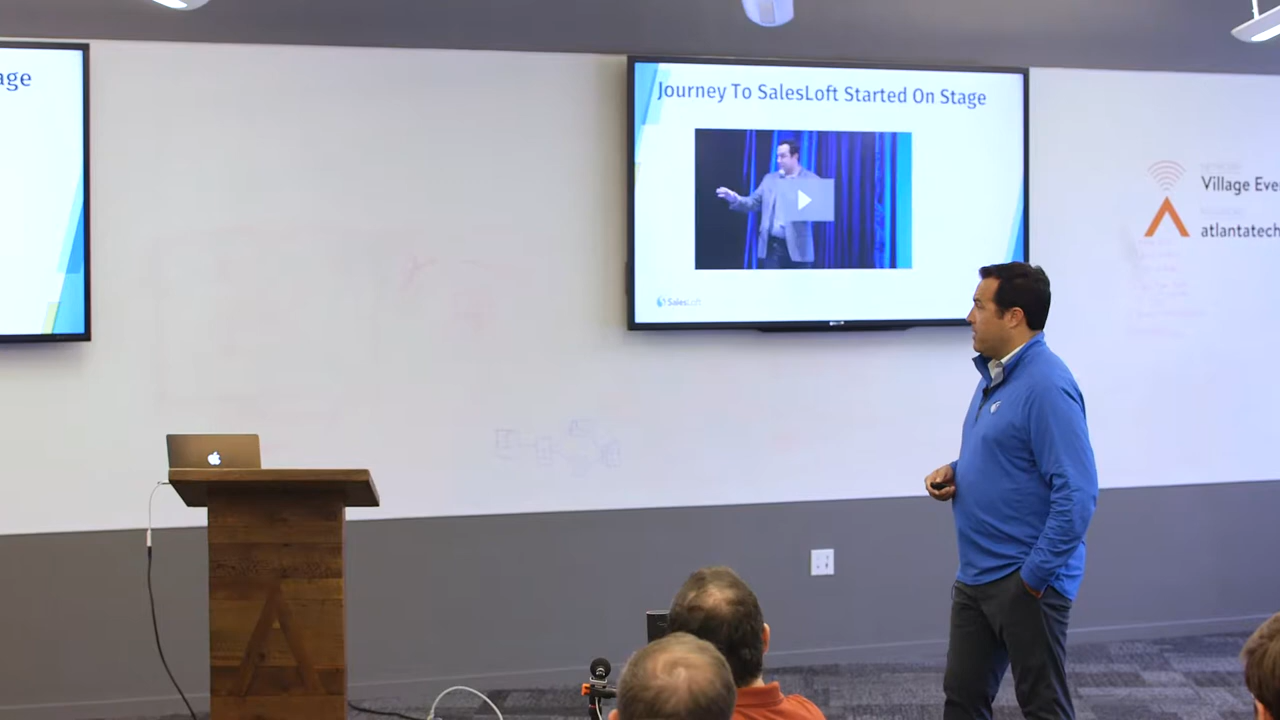 age
Journey To SalesLoft Started On Stage
SalesLoft
Village Eve
atlantatech